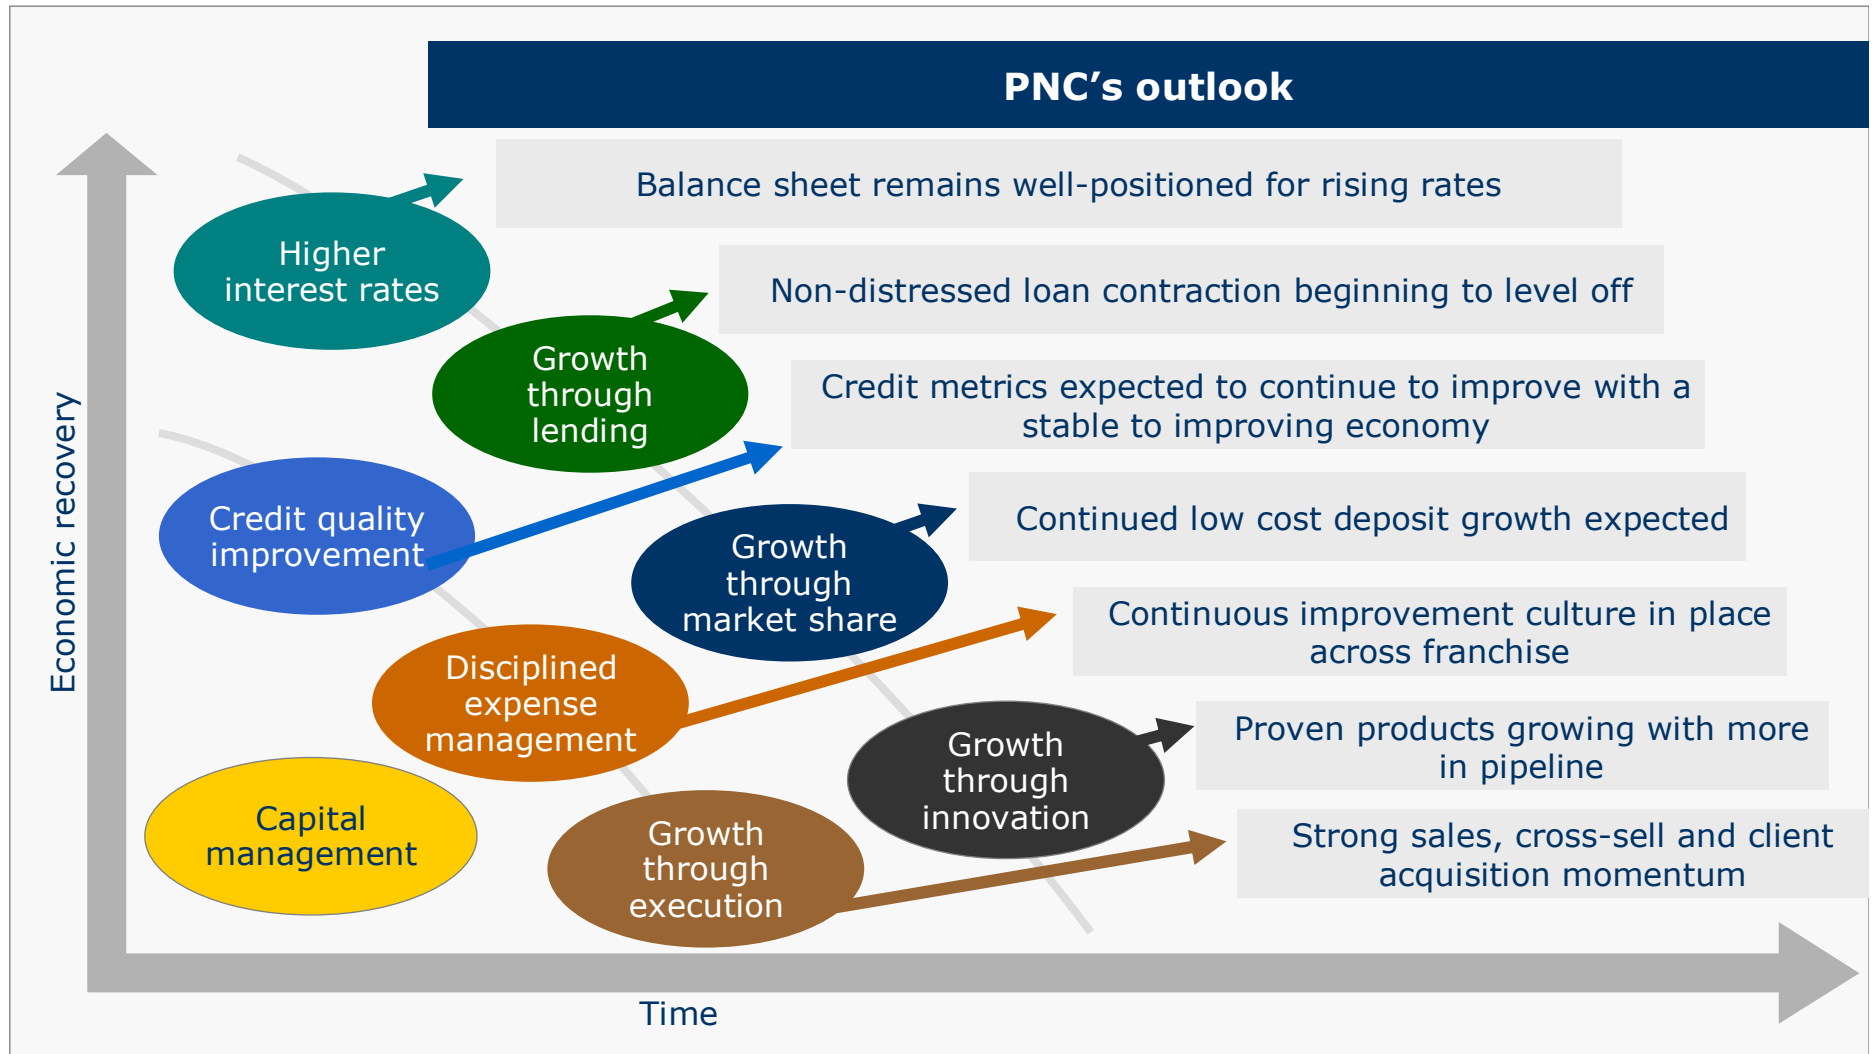 PNC’s outlook
Balance sheet remains well-positioned for rising rates
Higher
interest rates
Non-distressed loan contraction beginning to level off
Growth
through
lending
Credit metrics expected to continue to improve with a
stable to improving economy
Credit quality
improvement
Continued low cost deposit growth expected
Growth
through
market share
Continuous improvement culture in place
across franchise
Disciplined
expense
management
Proven products growing with more
in pipeline
Growth
through
innovation
Capital
management
Strong sales, cross-sell and client
acquisition momentum
Growth
through
execution
Economic recovery
Time